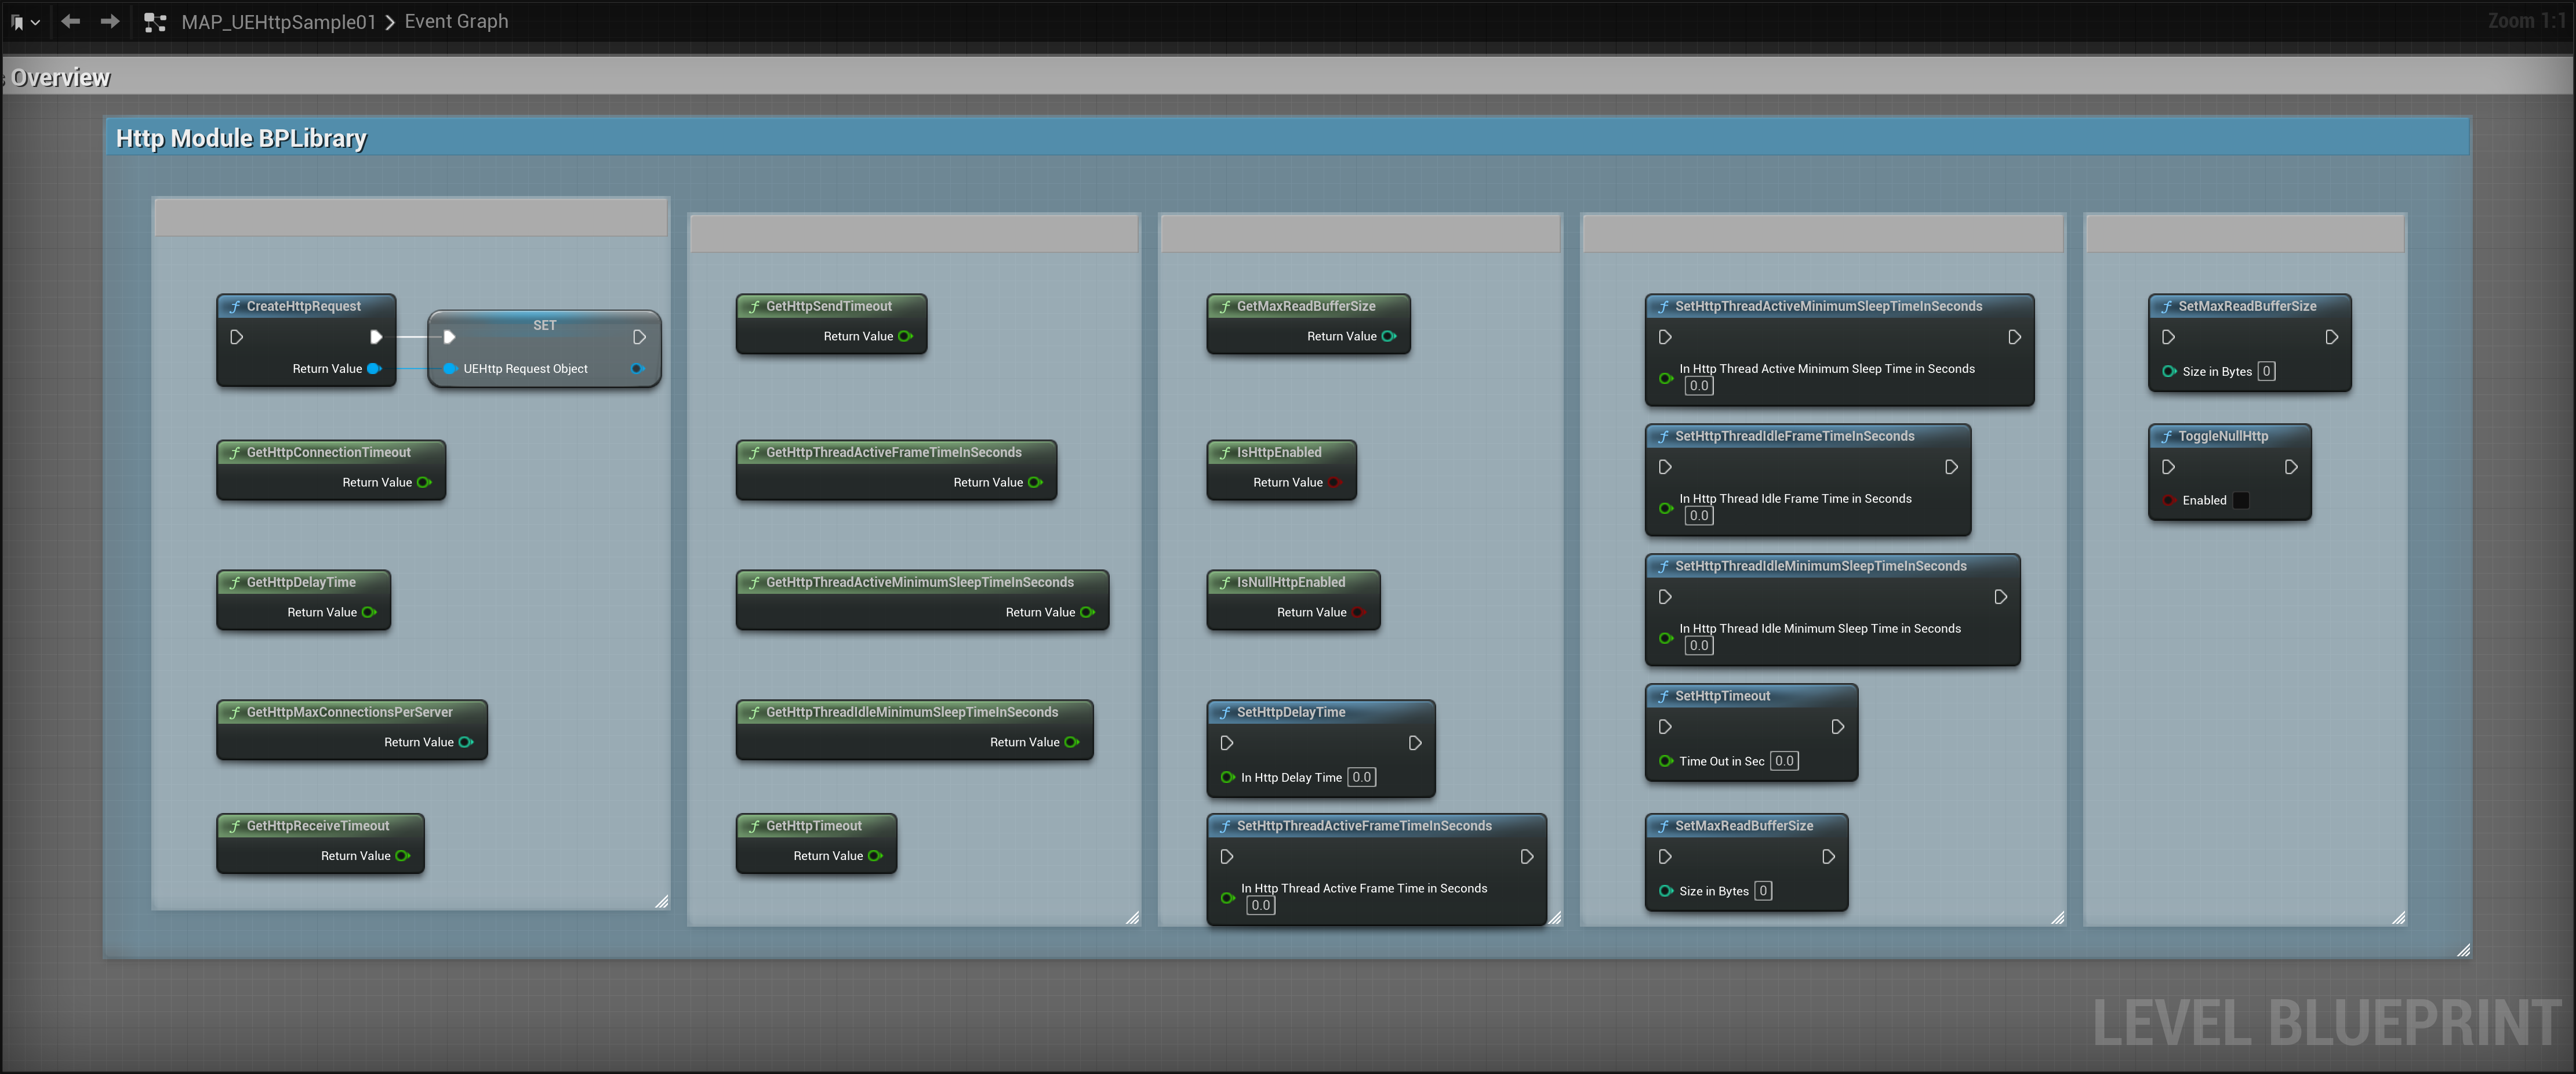 MAP_UEHttpSample01 > Event Graph
Zoom 1:1
Overview
Http Module BPLibrary
CreateHttpRequest
Return Value
SET
UEHttp Request Object
GetHttpConnectionTimeout
Return Value
GetHttpDelayTime
Return Value
GetHttpMaxConnectionsPerServer
Return Value
GetHttpReceiveTimeout
Return Value
GetHttpSendTimeout
Return Value
GetHttpThreadActiveFrameTimeInSeconds
Return Value
GetHttpThreadActiveMinimumSleepTimeInSeconds
Return Value
GetHttpThreadIdleMinimumSleepTimeInSeconds
Return Value
GetHttpTimeout
Return Value
GetMaxReadBufferSize
Return Value
IsHttpEnabled
Return Value
IsNullHttpEnabled
Return Value
SetHttpDelayTime
In Http Delay Time 0.0
SetHttpThreadActiveFrameTimeInSeconds
In Http Thread Active Frame Time in Seconds
0.0
SetHttpThreadActiveMinimumSleepTimeInSeconds
In Http Thread Active Minimum Sleep Time in Seconds
0.0
SetHttpThreadIdleFrameTimeInSeconds
In Http Thread Idle Frame Time in Seconds
0.0
SetHttpThreadIdleMinimumSleepTimeInSeconds
In Http Thread Idle Minimum Sleep Time in Seconds
0.0
SetHttpTimeout
Time Out in Sec 0.0
SetMaxReadBufferSize
Size in Bytes 0
SetMaxReadBufferSize
Size in Bytes 0
ToggleNullHttp
Enabled
LEVEL BLUEPRINT